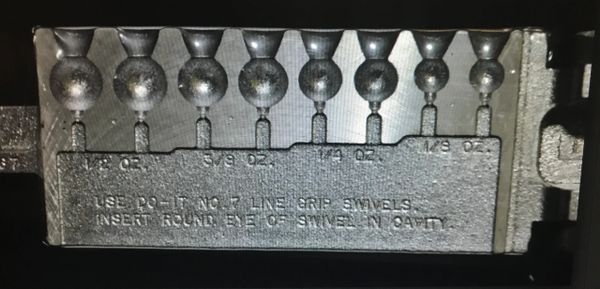 ST
1/2 OZ. 3/8 OZ. 1/4 OZ. 1/8 OZ.
USE DO-IT NO.7 LINE GRIP SWIVELS.
INSERT ROUND EYE OF SWIVEL IN CAVITY.